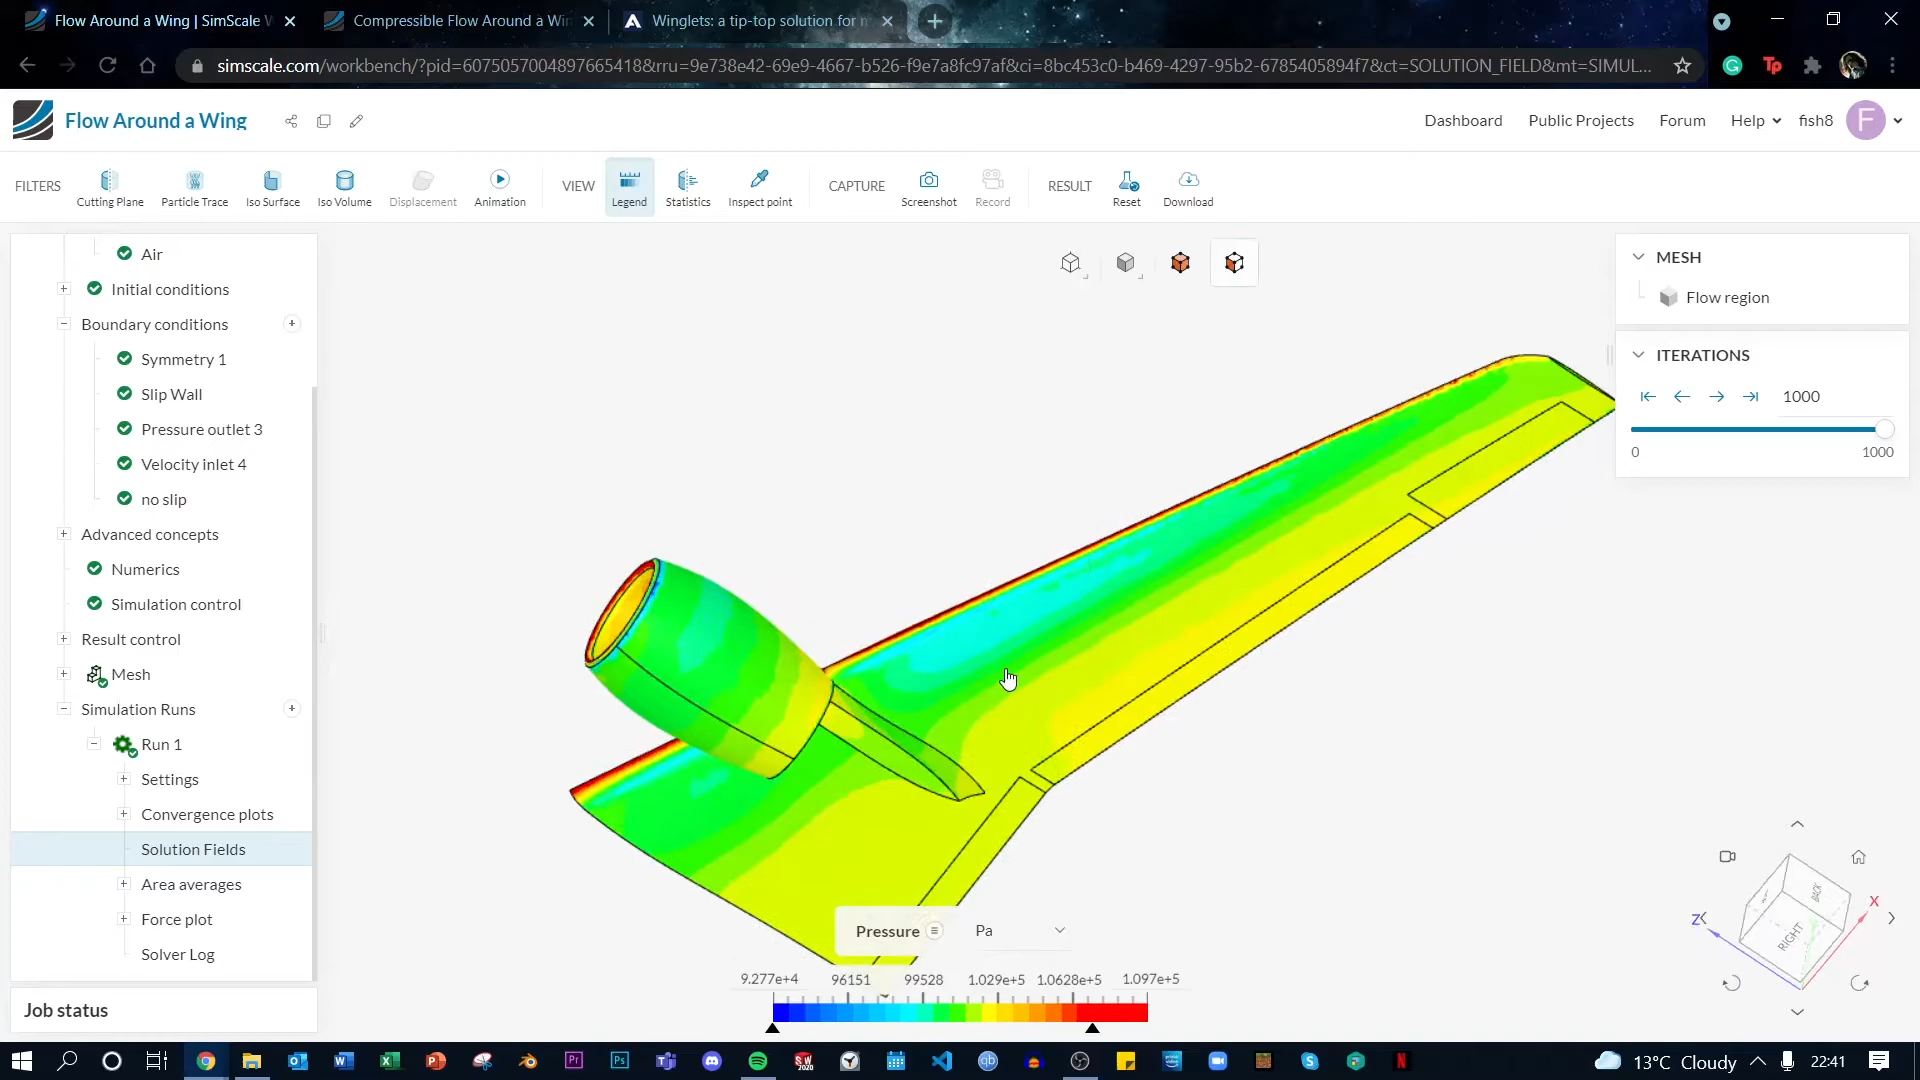 Flow Around a Wing | SimScale W
Compressible Flow Around a Win
Winglets: a tip-top solution for m
simscale.com/workbench/?pid=6075057004897665418&rru=9e738e42-69e9-4667-b526-f9e7a8fc97af&ci=8bc453c0-b469-4297-95b2-6785405894f7&ct=SOLUTION_FIELD&mt=SIMUL...
Flow Around a Wing
Dashboard
Public Projects
Forum
Help
fish8
F
FILTERS
Cutting Plane
Particle Trace
Iso Surface
Iso Volume
Displacement
Animation
VIEW
Legend
Statistics
Inspect point
CAPTURE
Screenshot
Record
RESULT
Reset
Download
Air
Initial conditions
Boundary conditions
Symmetry 1
Slip Wall
Pressure outlet 3
Velocity inlet 4
no slip
Advanced concepts
Numerics
Simulation control
Result control
Mesh
Simulation Runs
Run 1
Settings
Convergence plots
Solution Fields
Area averages
Force plot
Solver Log
Job status
MESH
Flow region
ITERATIONS
1000
0
1000
BACK
RIGHT
X
Z
Pressure
Pa
9.277e+4
96151
99528
1.029e+5
1.0628e+5
1.097e+5
13°C Cloudy
22:41